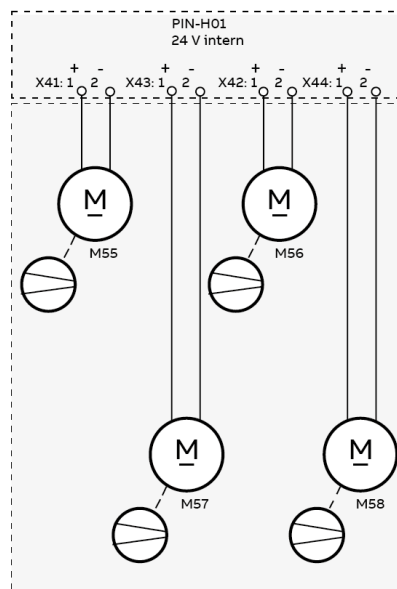 PIN-H01
24 V intern
+ - + - + - + -
X41: 1 2 X43: 1 2 X42: 1 2 X44: 1 2
M M
M55 M56
M M
M57 M58